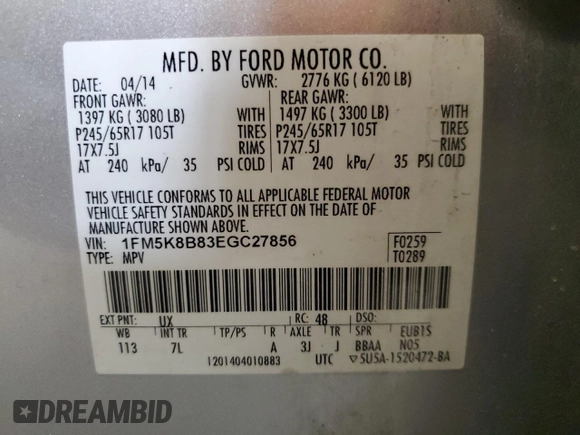 MFD. BY FORD MOTOR CO.
DATE: 04/14 GVWR: 2776 KG ( 6120 LB)
FRONT GAWR: REAR GAWR:
1397 KG ( 3080 LB) WITH 1497 KG ( 3300 LB) WITH
P245/65R17 105T TIRES P245/65R17 105T TIRES
17X7.5J RIMS 17X7.5J RIMS
AT 240 kPa/ 35 PSI COLD AT 240 kPa/ 35 PSI COLD
THIS VEHICLE CONFORMS TO ALL APPLICABLE FEDERAL MOTOR
VEHICLE SAFETY STANDARDS IN EFFECT ON THE DATE OF
MANUFACTURE SHOWN ABOVE.
VIN: 1FM5K8B83EGC27856 F0259
TYPE: MPV T0289
EXT PNT: UX RC: 48 DSO:
WB INT TR TP/PS R AXLE TR SPR EUB1S
113 7L A 3J J BBAA N05
1201404010883 UTC ▽5U5A-1520472-BA
DREAMBID